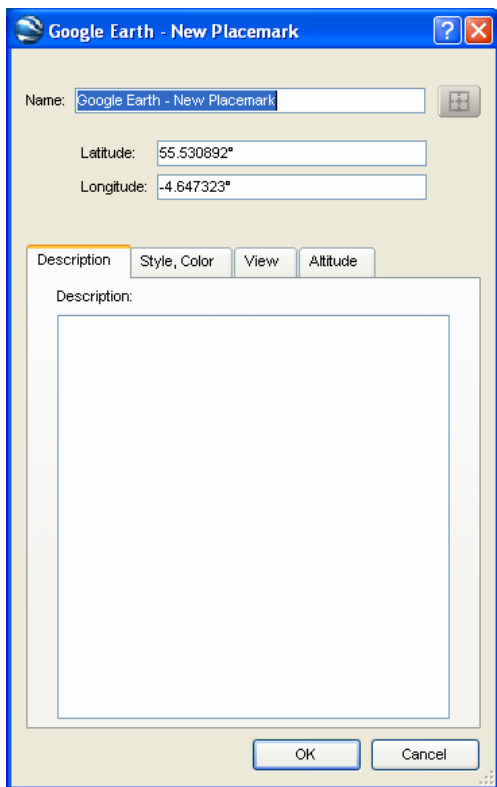 Google Earth - New Placemark
Name: Google Earth - New Placemark
Latitude: 55.530892°
Longitude: -4.647323°
Description Style, Color View Altitude
Description:
OK Cancel